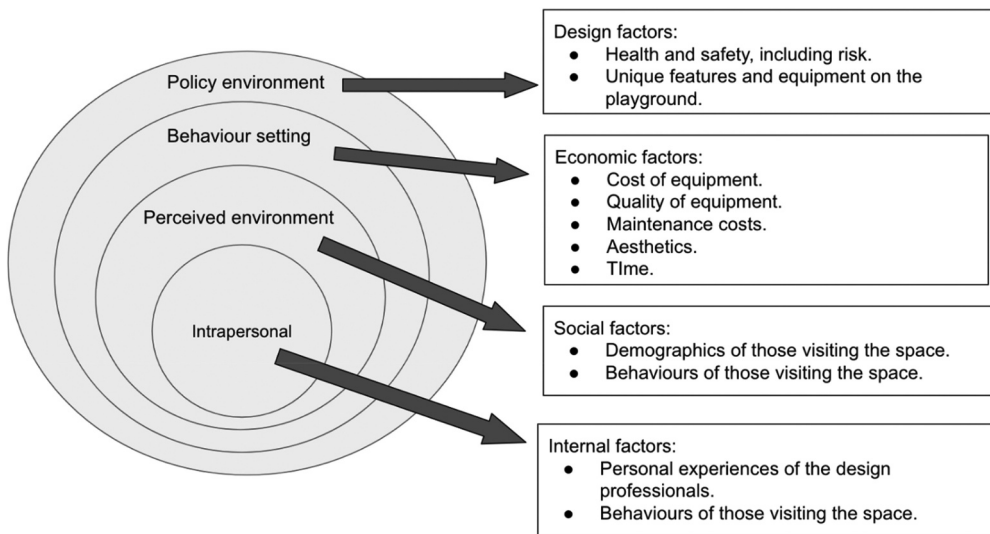 Policy environment
Behaviour setting
Perceived environment
Intrapersonal
Design factors:
● Health and safety, including risk.
● Unique features and equipment on the
playground.
Economic factors:
● Cost of equipment.
● Quality of equipment.
● Maintenance costs.
● Aesthetics.
● TIme.
Social factors:
● Demographics of those visiting the space.
● Behaviours of those visiting the space.
Internal factors:
● Personal experiences of the design
professionals.
● Behaviours of those visiting the space.